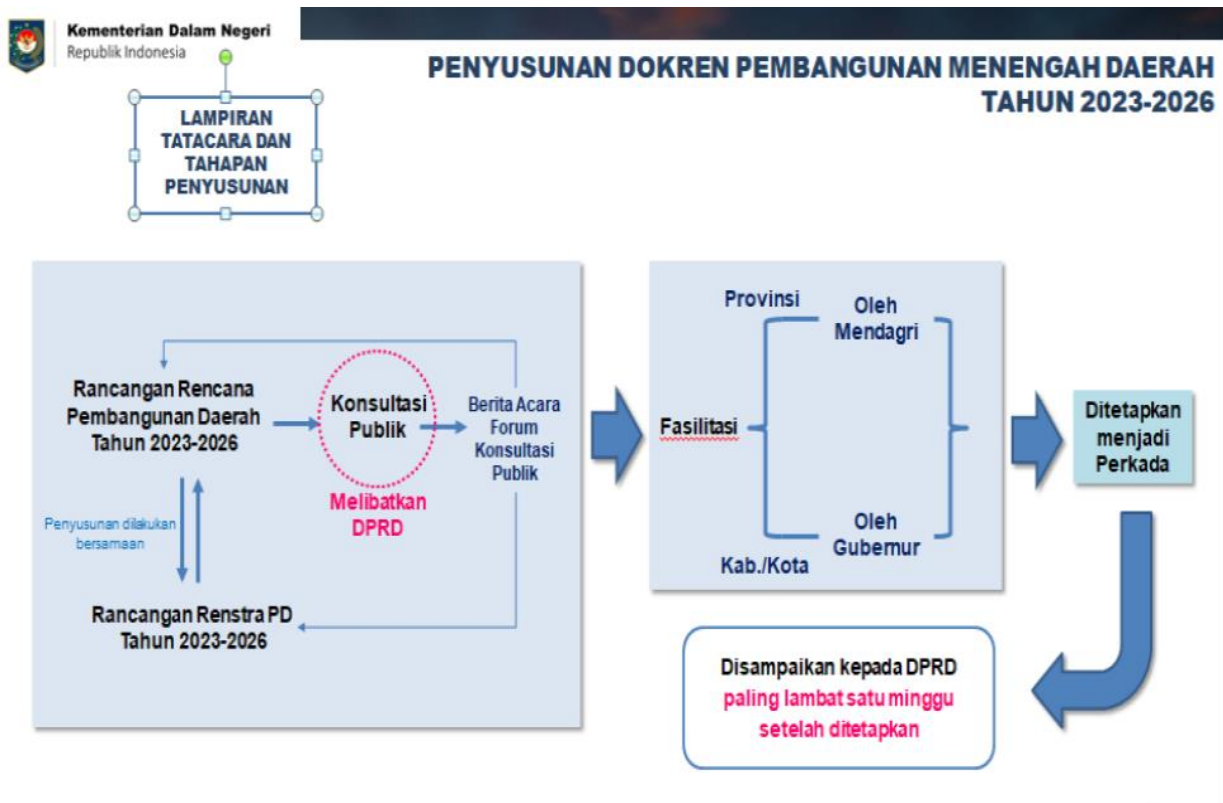 Kementerian Dalam Negeri
Republik Indonesia
PENYUSUNAN DOKREN PEMBANGUNAN MENENGAH DAERAH
TAHUN 2023-2026
LAMPIRAN
TATACARA DAN
TAHAPAN
PENYUSUNAN
Rancangan Rencana
Pembangunan Daerah
Tahun 2023-2026
Konsultasi
Publik
Melibatkan
DPRD
Berita Acara
Forum
Konsultasi
Publik
Penyusunan dilakukan
bersamaan
Rancangan Renstra PD
Tahun 2023-2026
Fasilitasi
Provinsi
Oleh
Mendagri
Oleh
Gubernur
Kab./Kota
Ditetapkan
menjadi
Perkada
Disampaikan kepada DPRD
paling lambat satu minggu
setelah ditetapkan